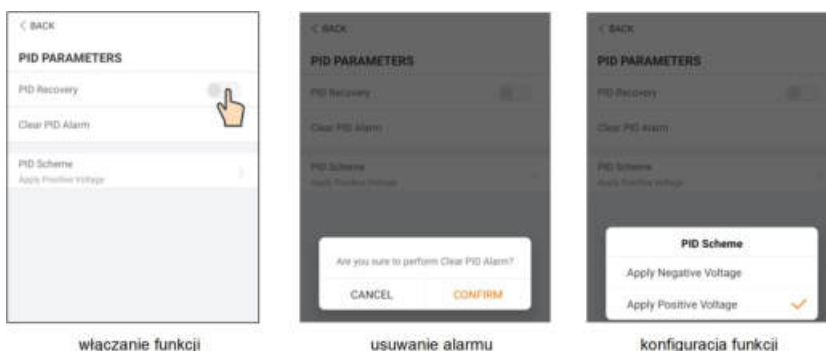 < BACK
PID PARAMETERS
PID Recovery
Clear PID Alarm
PID Scheme
Apply Positive Voltage
włączanie funkcji
< BACK
PID PARAMETERS
PID Recovery
Clear PID Alarm
PID Scheme
Apply Positive Voltage
Are you sure to perform Clear PID Alarm?
CANCEL CONFIRM
usuwanie alarmu
< BACK
PID PARAMETERS
PID Recovery
Clear PID Alarm
PID Scheme
Apply Positive Voltage
PID Scheme
Apply Negative Voltage
Apply Positive Voltage
konfiguracja funkcji